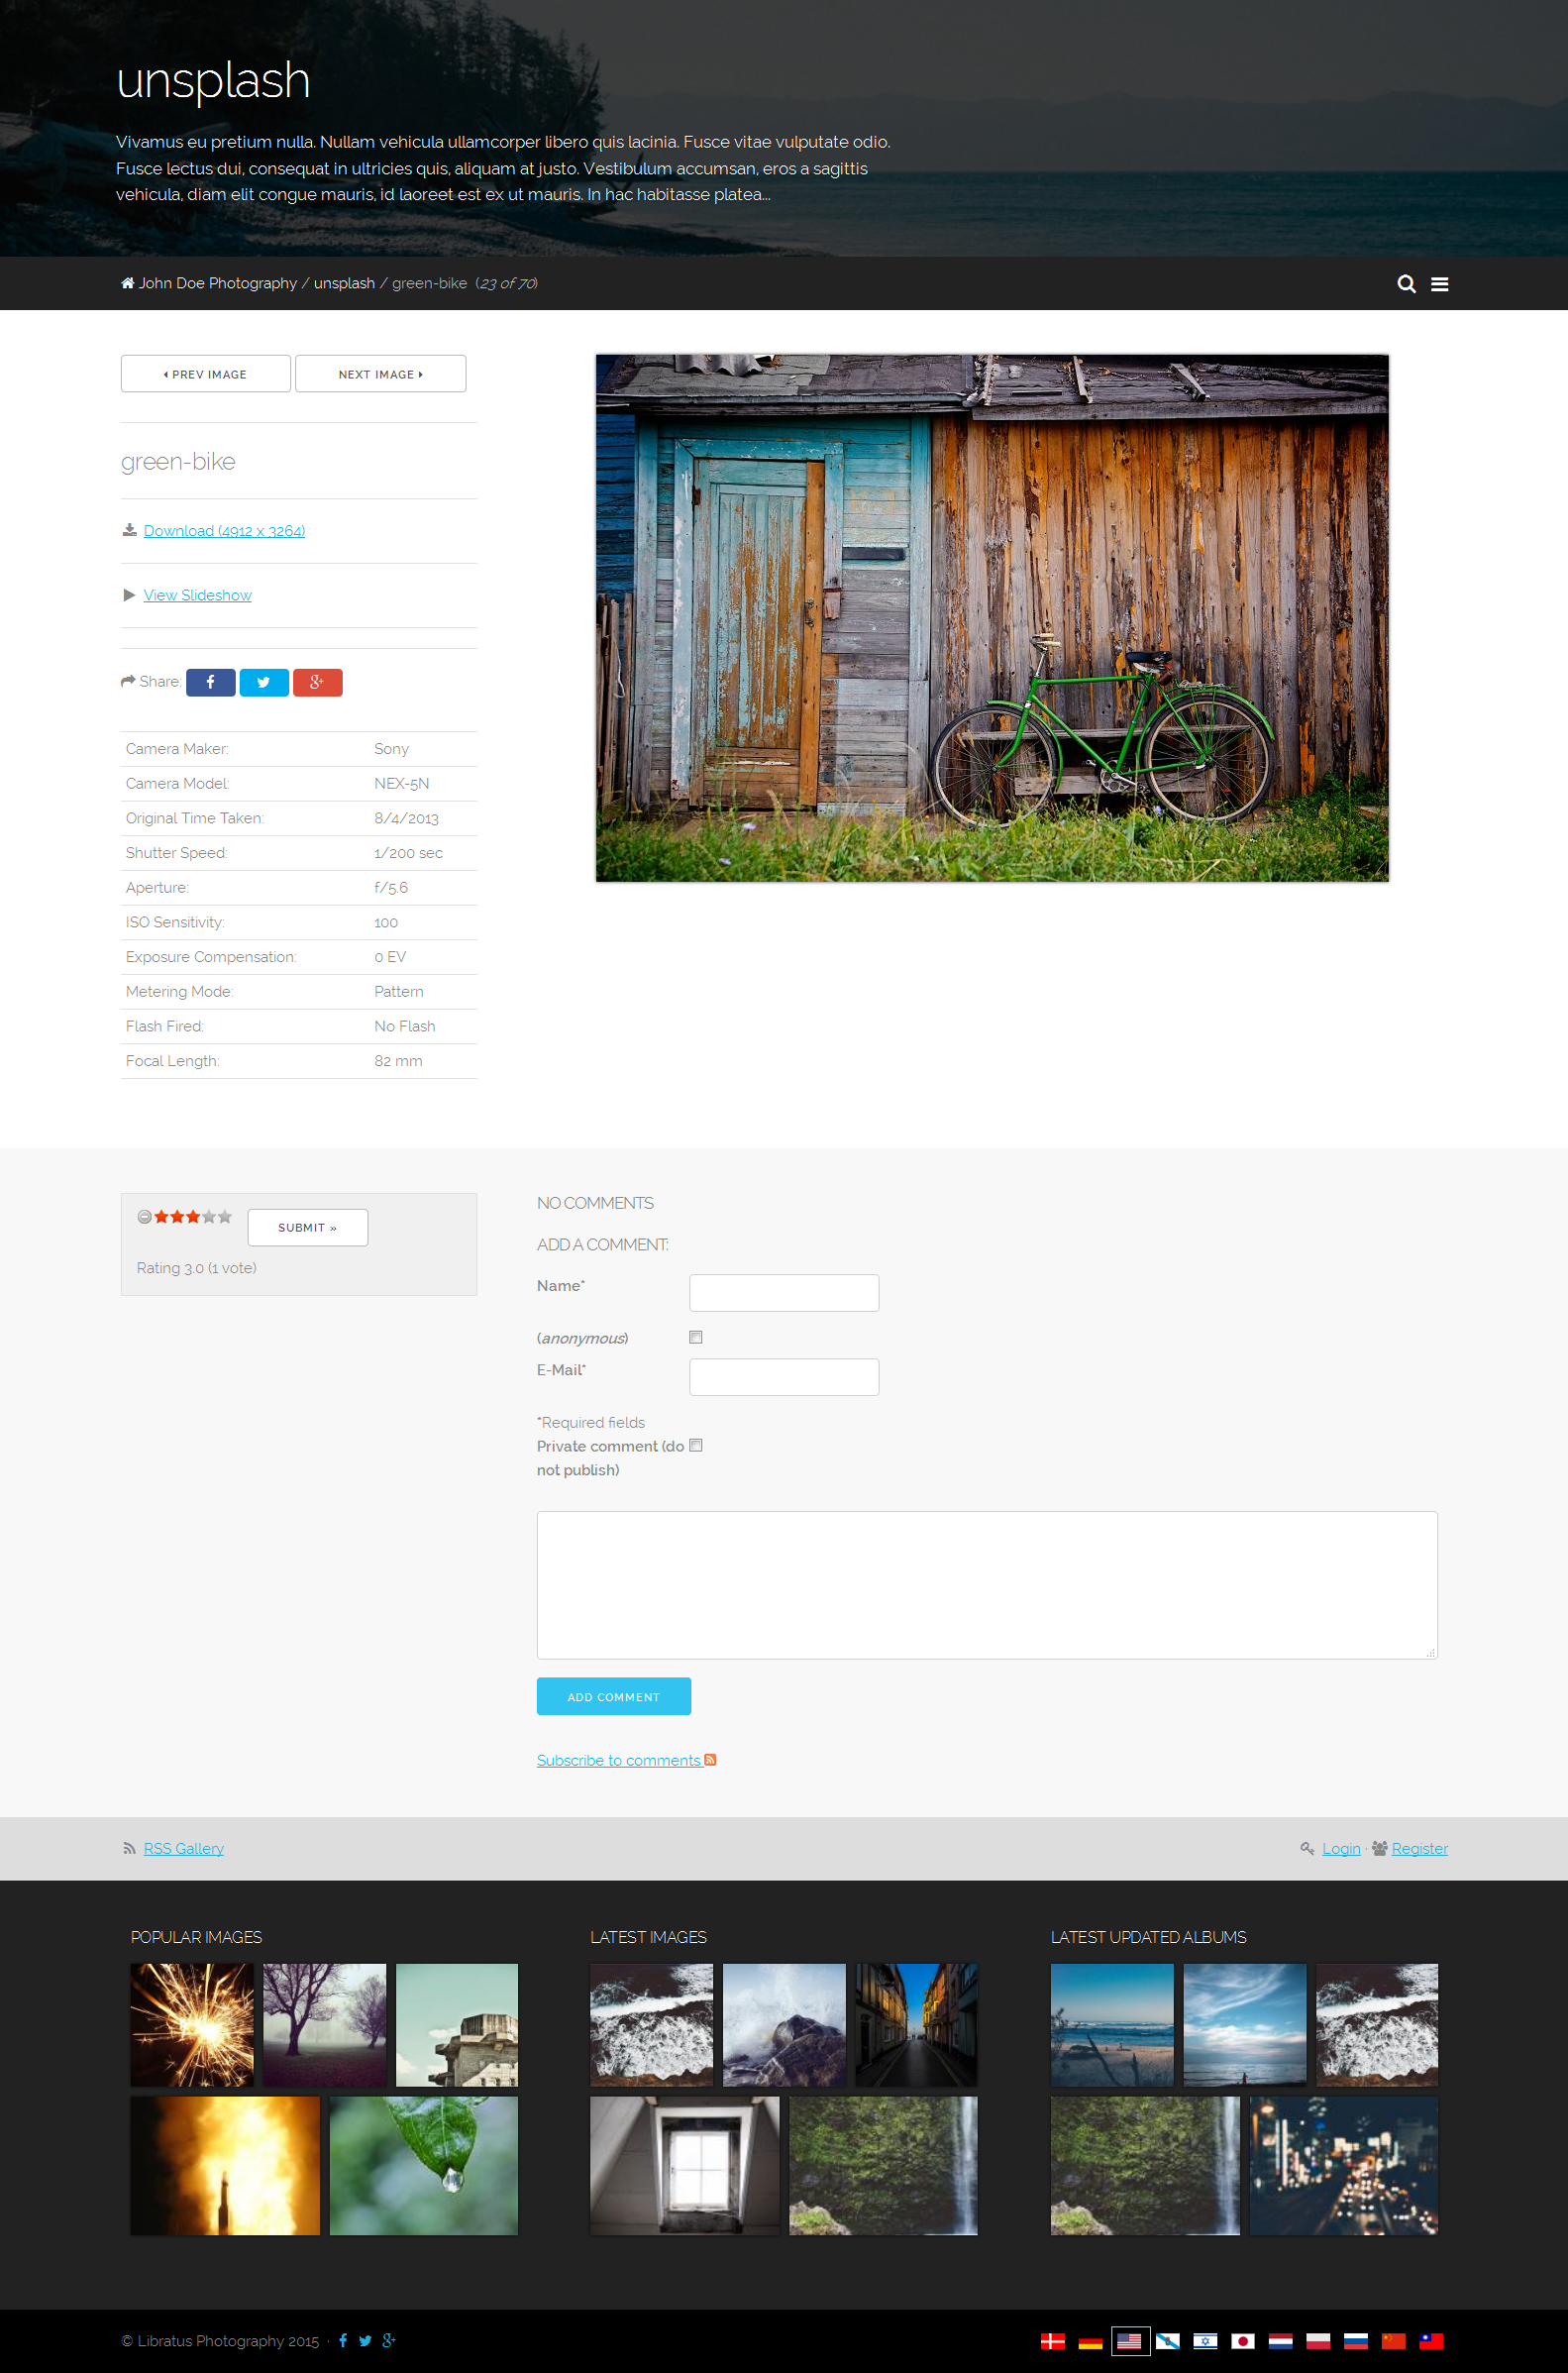 unsplash
Vivamus eu pretium nulla. Nullam vehicula ullamcorper libero quis lacinia. Fusce vitae vulputate odio.
Fusce lectus dui, consequat in ultricies quis, aliquam at justo. Vestibulum accumsan, eros a sagittis
vehicula, diam elit congue mauris, id laoreet est ex ut mauris. In hac habitasse platea...
John Doe Photography / unsplash / green-bike (23 of 70)
PREV IMAGE NEXT IMAGE
green-bike
Download (4912 x 3264)
View Slideshow
Share:
Camera Maker: Sony
Camera Model: NEX-5N
Original Time Taken: 8/4/2013
Shutter Speed: 1/200 sec
Aperture: f/5.6
ISO Sensitivity: 100
Exposure Compensation: 0 EV
Metering Mode: Pattern
Flash Fired: No Flash
Focal Length: 82 mm
SUBMIT »
Rating 3.0 (1 vote)
NO COMMENTS
ADD A COMMENT:
Name*
(anonymous)
E-Mail*
*Required fields
Private comment (do
not publish)
ADD COMMENT
Subscribe to comments
RSS Gallery
Login · Register
POPULAR IMAGES
LATEST IMAGES
LATEST UPDATED ALBUMS
© Libratus Photography 2015 ·